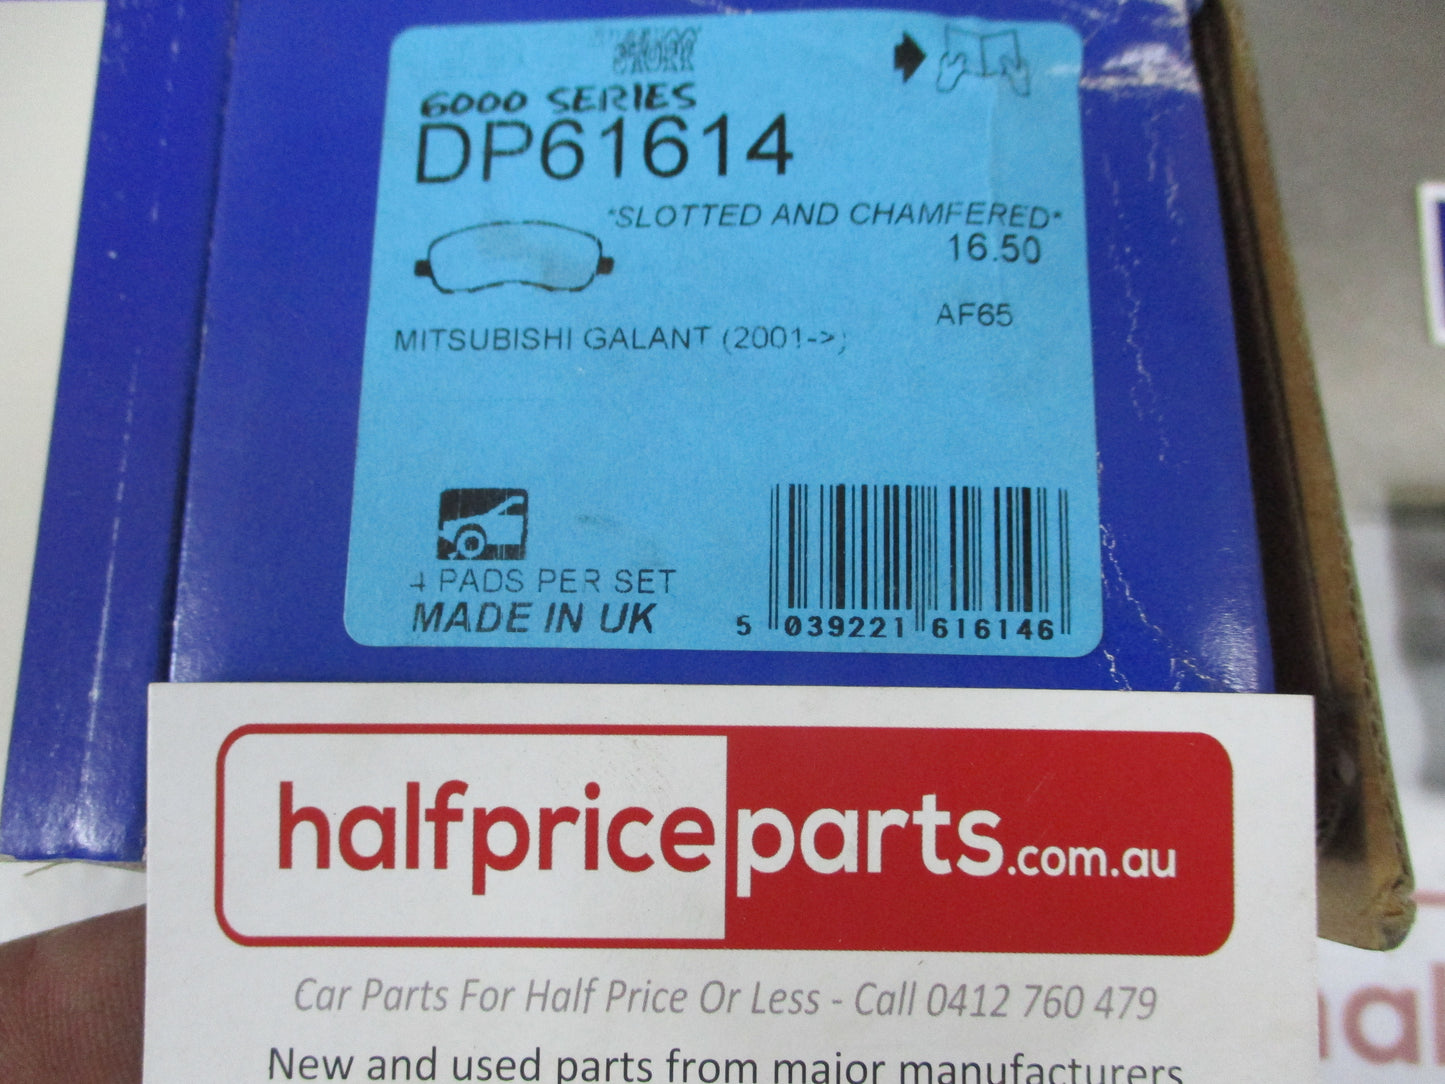 6000 SERIES
DP61614
*SLOTTED AND CHAMFERED*
16.50
AF65
MITSUBISHI GALANT (2001->)
4 PADS PER SET
MADE IN UK
5 039221 616146
halfpriceparts.com.au
Car Parts For Half Price Or Less - Call 0412 760 479
New and used parts from major manufacturers